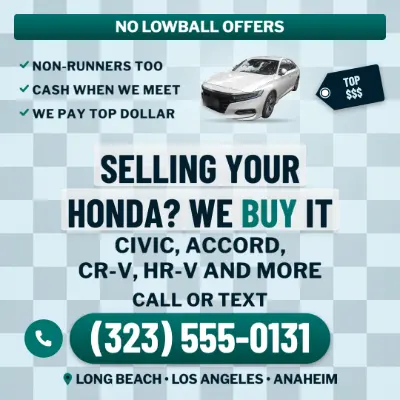 NO LOWBALL OFFERS
NON-RUNNERS TOO
CASH WHEN WE MEET
WE PAY TOP DOLLAR
TOP
$$$
SELLING YOUR
HONDA? WE BUY IT
CIVIC, ACCORD,
CR-V, HR-V AND MORE
CALL OR TEXT
(323) 555-0131
LONG BEACH • LOS ANGELES • ANAHEIM